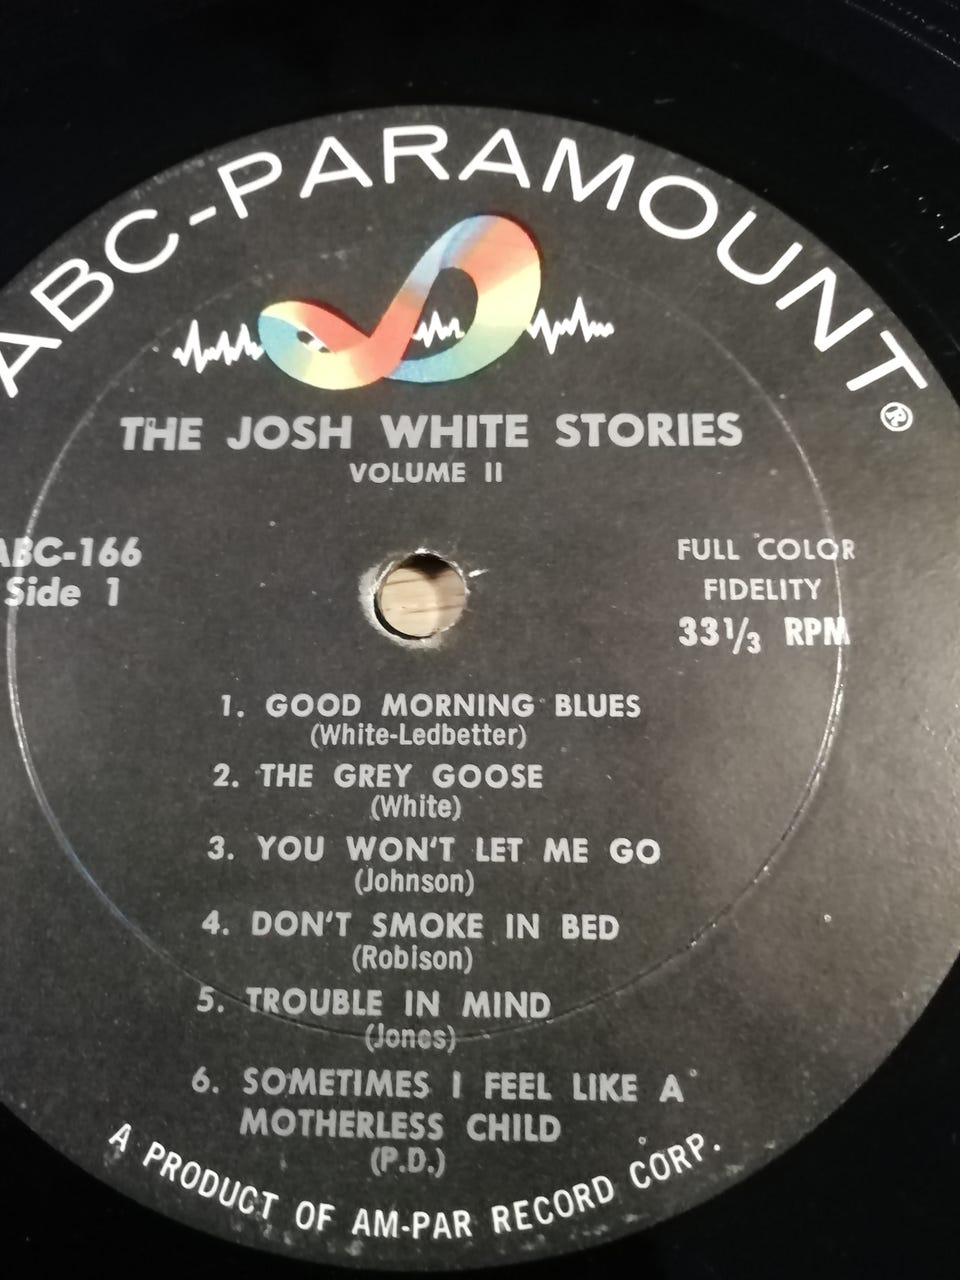 ABC-PARAMOUNT®
THE JOSH WHITE STORIES
VOLUME II
ABC-166
Side 1
FULL COLOR
FIDELITY
33 1/3 RPM
1. GOOD MORNING BLUES
(White-Ledbetter)
2. THE GREY GOOSE
(White)
3. YOU WON'T LET ME GO
(Johnson)
4. DON'T SMOKE IN BED
(Robison)
5. TROUBLE IN MIND
(Jones)
6. SOMETIMES I FEEL LIKE A
MOTHERLESS CHILD
(P.D.)
A PRODUCT OF AM-PAR RECORD CORP.